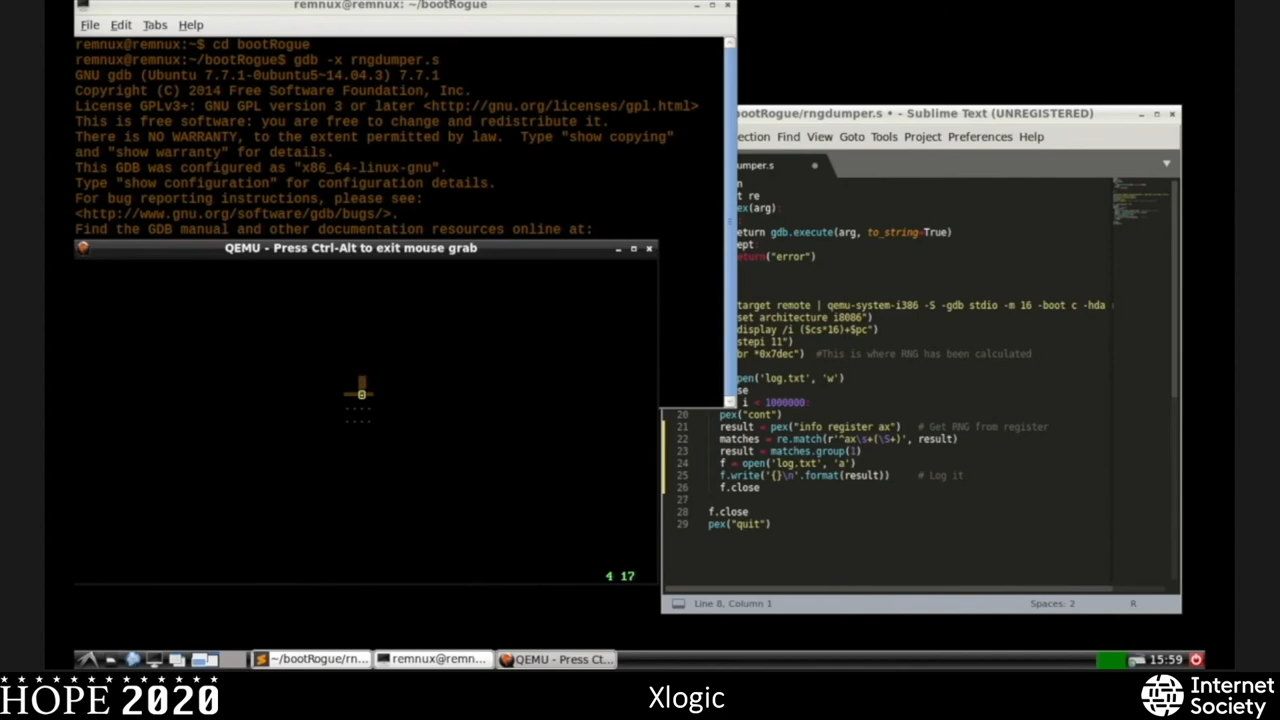 remnux@remnux: ~/bootRogue
File Edit Tabs Help
remnux@remnux:~$ cd bootRogue
remnux@remnux:~/bootRogue$ gdb -x rngdumper.s
GNU gdb (Ubuntu 7.7.1-0ubuntu5~14.04.3) 7.7.1
Copyright (C) 2014 Free Software Foundation, Inc.
License GPLv3+: GNU GPL version 3 or later <http://gnu.org/licenses/gpl.html>
This is free software: you are free to change and redistribute it.
There is NO WARRANTY, to the extent permitted by law.  Type "show copying"
and "show warranty" for details.
This GDB was configured as "x86_64-linux-gnu".
Type "show configuration" for configuration details.
For bug reporting instructions, please see:
<http://www.gnu.org/software/gdb/bugs/>.
Find the GDB manual and other documentation resources online at:
QEMU - Press Ctrl-Alt to exit mouse grab
4 17
bootRogue/rngdumper.s • - Sublime Text (UNREGISTERED)
ection Find View Goto Tools Project Preferences Help
umper.s
n
t re
ex(arg):
eturn gdb.execute(arg, to_string=True)
ept:
return("error")
target remote | qemu-system-i386 -S -gdb stdio -m 16 -boot c -hda
set architecture i8086")
display /i ($cs*16)+$pc")
stepi 11")
br *0x7dec")  #This is where RNG has been calculated
pen('log.txt', 'w')
se
i < 1000000:
20 pex("cont")
21 result = pex("info register ax")   # Get RNG from register
22 matches = re.match(r'^ax\s+(\S+)', result)
23 result = matches.group(1)
24 f = open('log.txt', 'a')
25 f.write('{}\n'.format(result))     # Log it
26 f.close
27
28 f.close
29 pex("quit")
Line 8, Column 1
Spaces: 2
R
~/bootRogue/rn...
remnux@remn...
QEMU - Press Ct...
15:59
HOPE 2020
Xlogic
Internet
Society